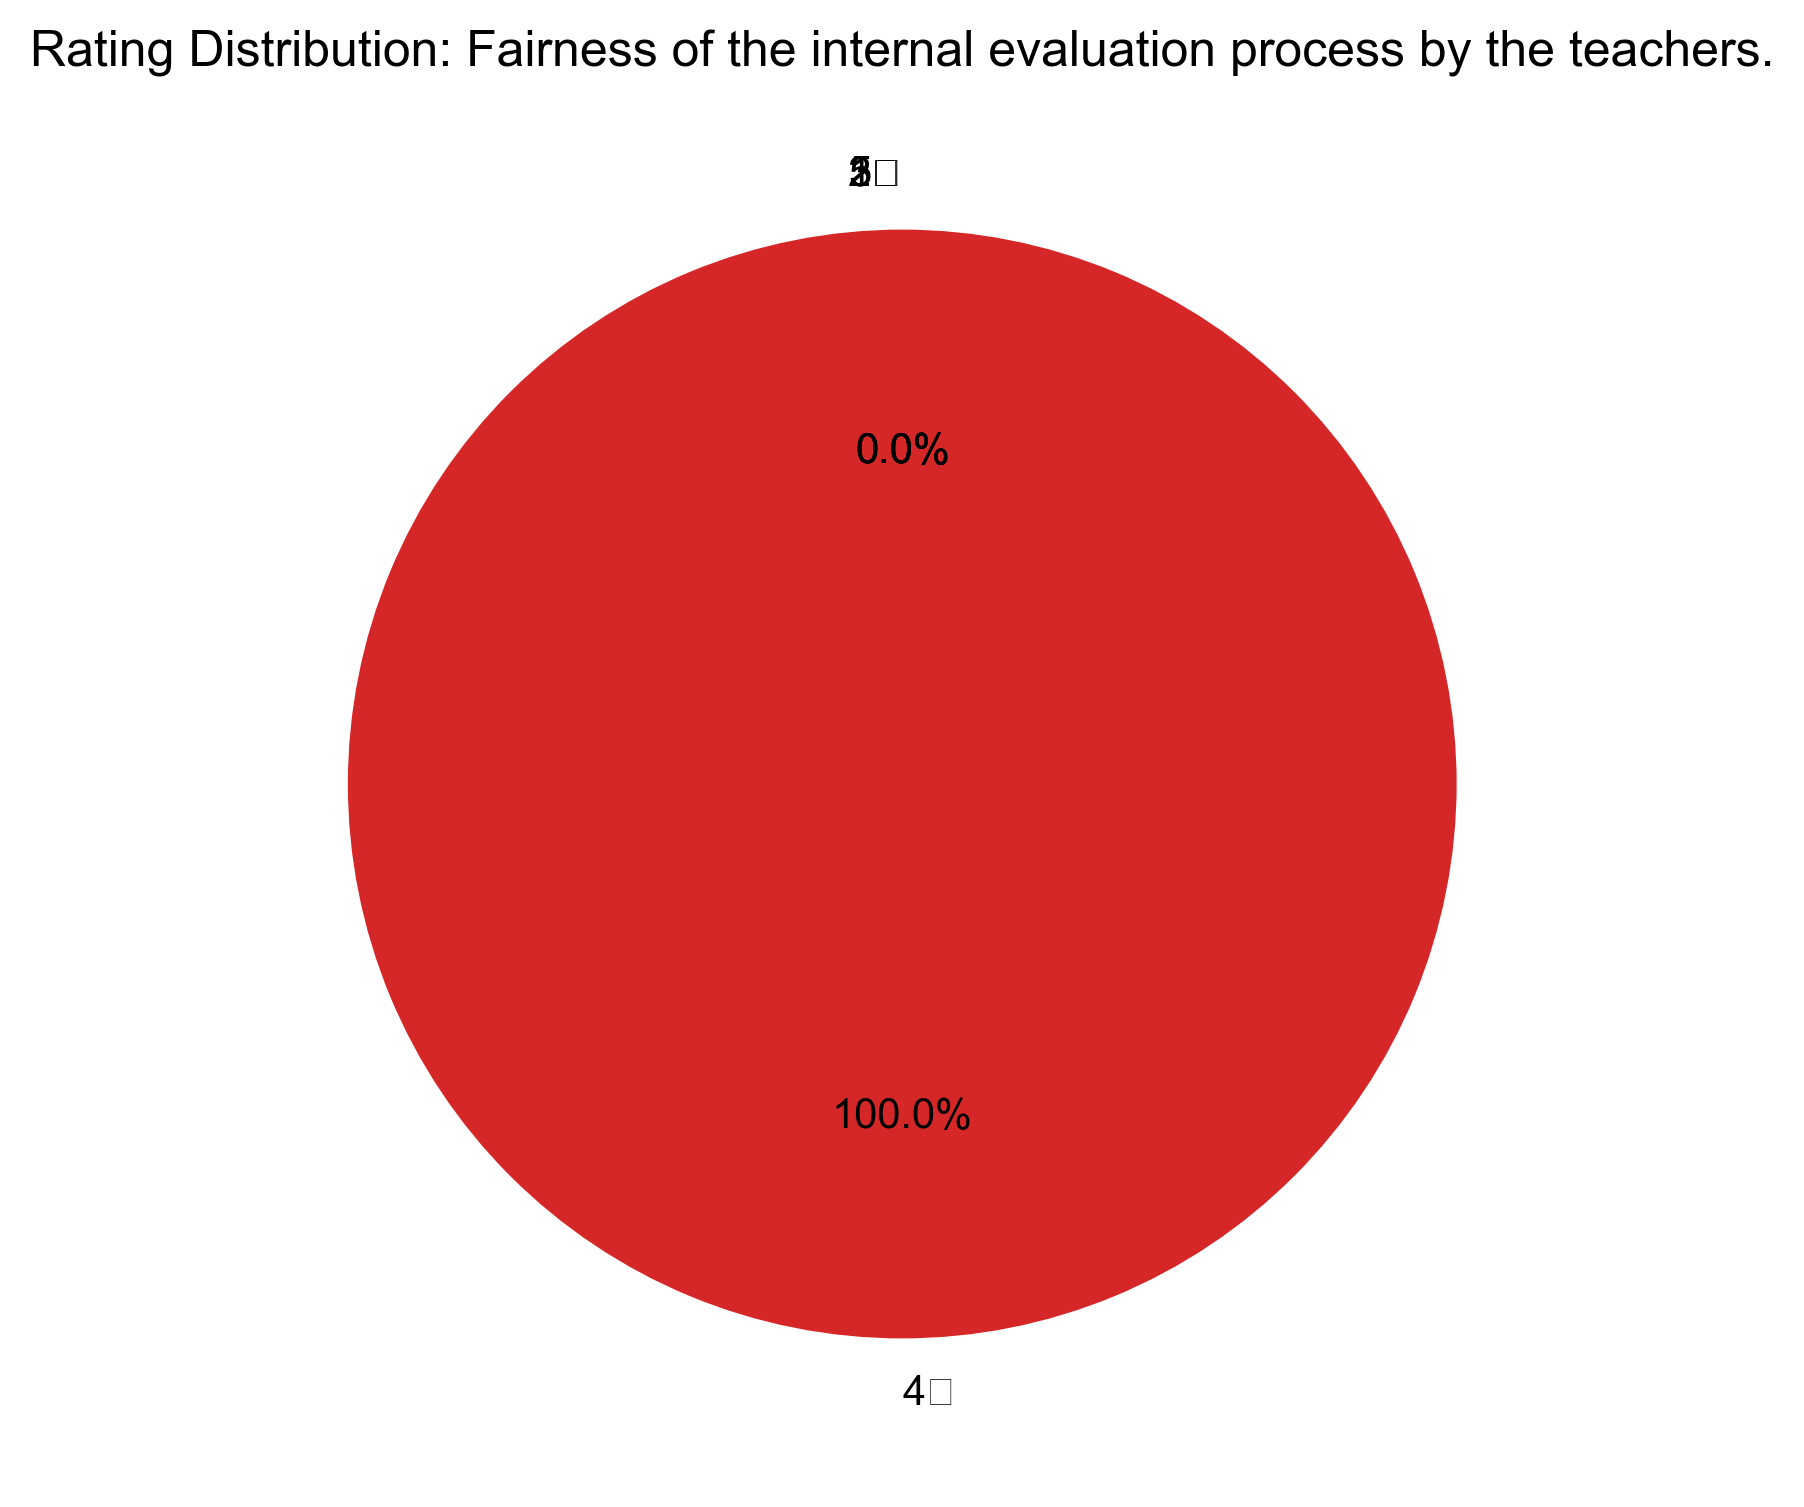 Rating Distribution: Fairness of the internal evaluation process by the teachers.
0.0%
100.0%
4□